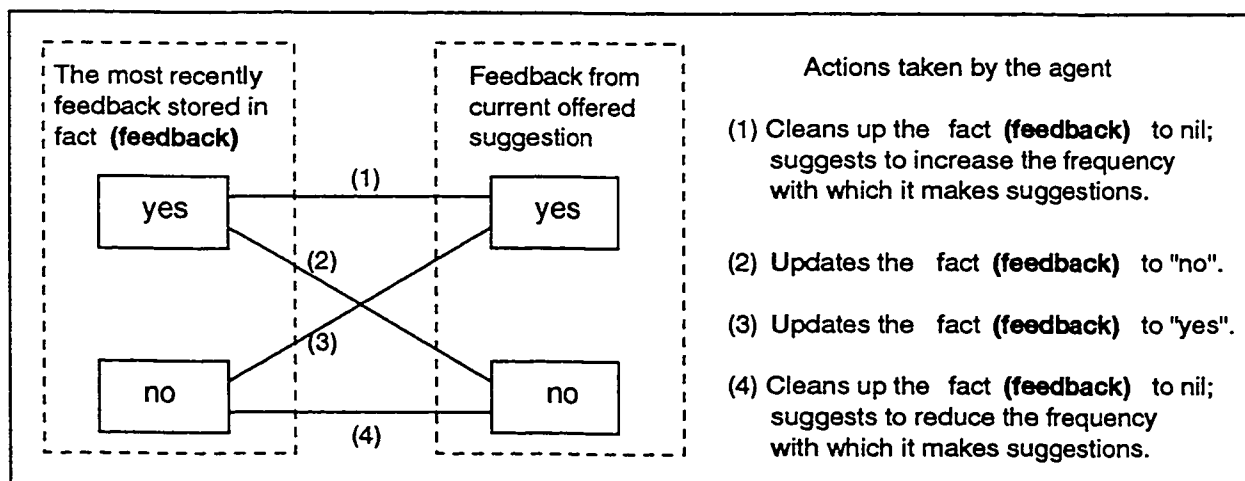 The most recently
feedback stored in
fact (feedback)
Feedback from
current offered
suggestion
yes
yes
no
no
(1)
(2)
(3)
(4)
Actions taken by the agent
(1) Cleans up the fact (feedback) to nil;
suggests to increase the frequency
with which it makes suggestions.
(2) Updates the fact (feedback) to "no".
(3) Updates the fact (feedback) to "yes".
(4) Cleans up the fact (feedback) to nil;
suggests to reduce the frequency
with which it makes suggestions.